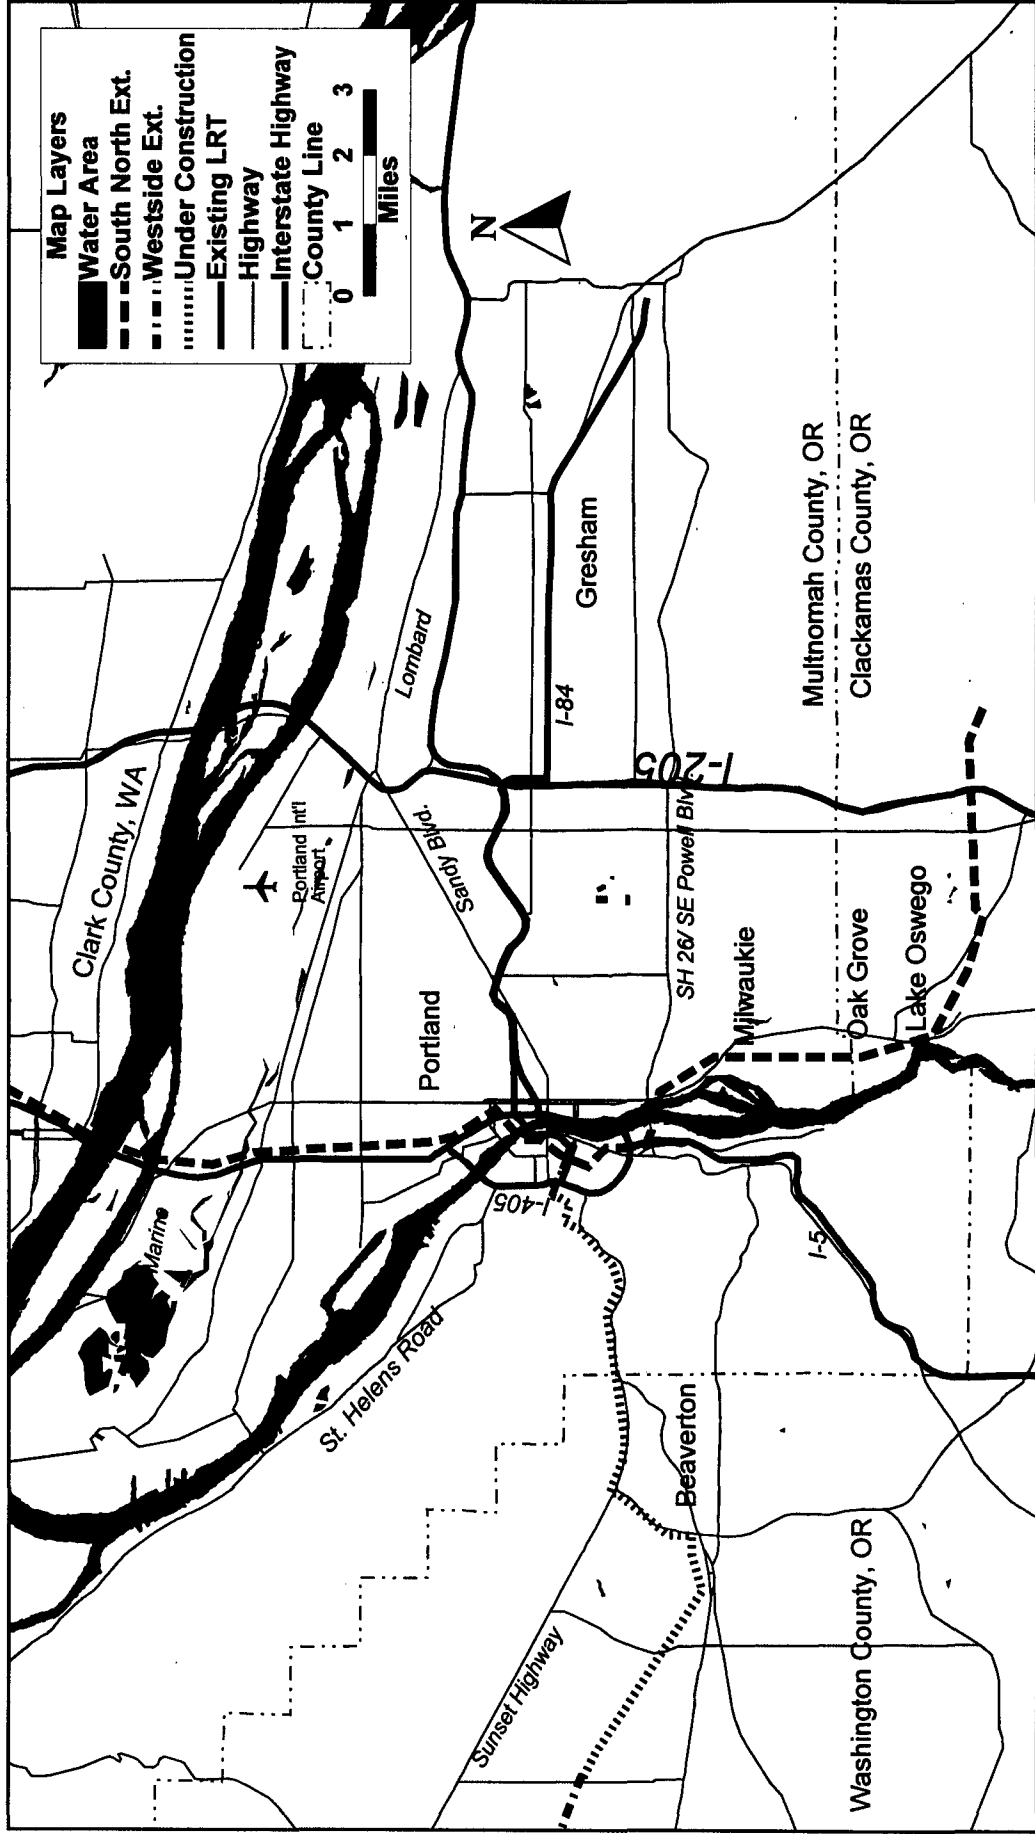 Map Layers
Water Area
South North Ext.
Westside Ext.
Under Construction
Existing LRT
Highway
Interstate Highway
County Line
0 1 2 3
Miles
N
Clark County, WA
Portland Int'l
Airport
Marine
Lombard
Sandy Blvd.
Portland
St. Helens Road
I-405
I-84
Gresham
I-205
SH 26/ SE Powell Blv
Milwaukie
Oak Grove
Lake Oswego
Multnomah County, OR
Clackamas County, OR
I-5
Beaverton
Sunset Highway
Washington County, OR